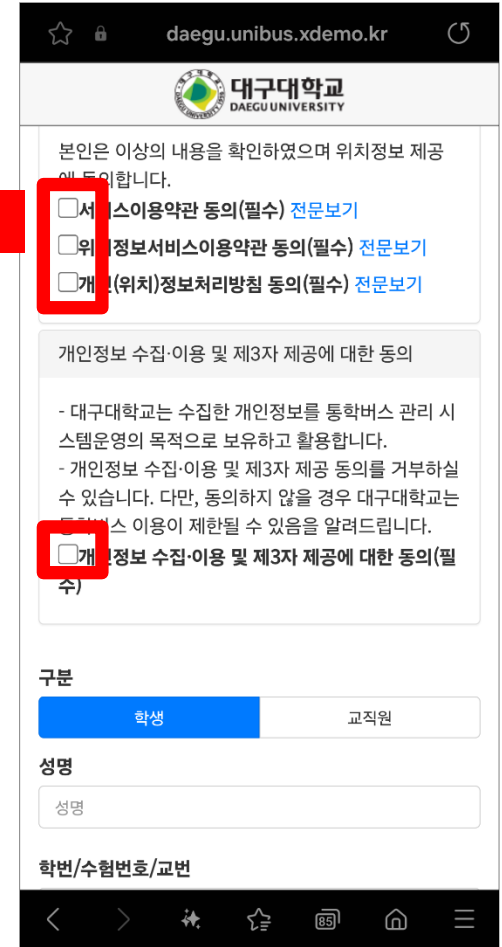 daegu.unibus.xdemo.kr
대구대학교
DAEGU UNIVERSITY
본인은 이상의 내용을 확인하였으며 위치정보 제공
에 동의합니다.
서스이용약관 동의(필수) 전문보기
위정보서비스이용약관 동의(필수) 전문보기
개(위치)정보처리방침 동의(필수) 전문보기
개인정보 수집·이용 및 제3자 제공에 대한 동의
- 대구대학교는 수집한 개인정보를 통학버스 관리 시
스템운영의 목적으로 보유하고 활용합니다.
- 개인정보 수집·이용 및 제3자 제공 동의를 거부하실
수 있습니다. 다만, 동의하지 않을 경우 대구대학교는
통학버스 이용이 제한될 수 있음을 알려드립니다.
개정보 수집·이용 및 제3자 제공에 대한 동의(필
수)
구분
학생 교직원
성명
성명
학번/수험번호/교번
85